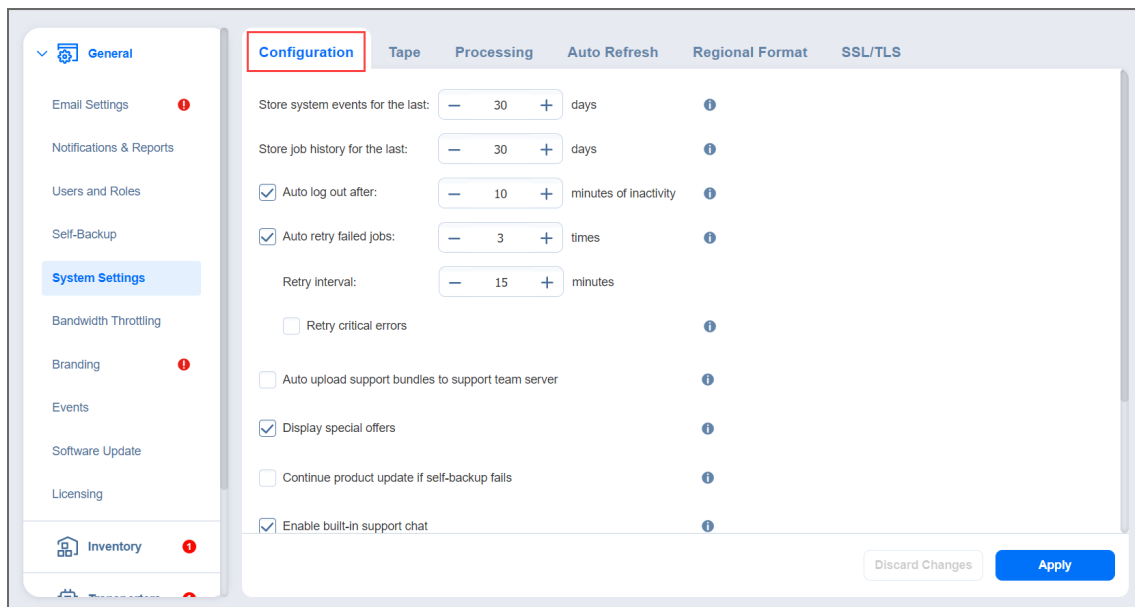 General
Email Settings
Notifications & Reports
Users and Roles
Self-Backup
System Settings
Bandwidth Throttling
Branding
Events
Software Update
Licensing
Inventory 1
Configuration Tape Processing Auto Refresh Regional Format SSL/TLS
Store system events for the last: − 30 + days
Store job history for the last: − 30 + days
Auto log out after: − 10 + minutes of inactivity
Auto retry failed jobs: − 3 + times
Retry interval: − 15 + minutes
Retry critical errors
Auto upload support bundles to support team server
Display special offers
Continue product update if self-backup fails
Enable built-in support chat
Discard Changes Apply